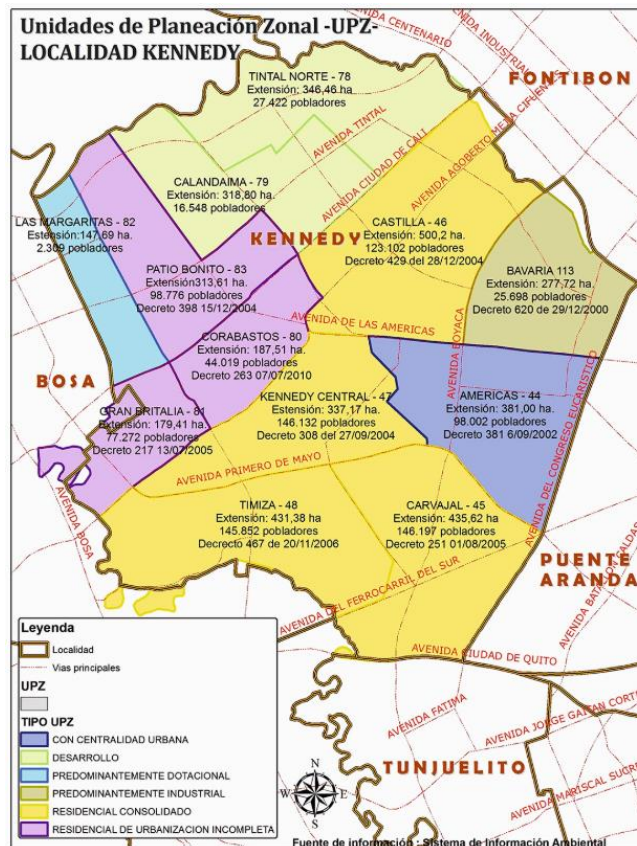 Unidades de Planeación Zonal -UPZ-
LOCALIDAD KENNEDY
AVENIDA CENTENARIO
AVENIDA INDUSTRIAL
FONTIBON
TINTAL NORTE - 78
Extensión: 346,46 ha
27.422 pobladores
AVENIDA TINTAL
AVENIDA CIUDAD DE CALI
AVENIDA AGOBERTO MEJIA CIFUENTES
CALANDAIMA - 79
Extensión: 318,80 ha.
16.548 pobladores
LAS MARGARITAS - 82
Extensión:147,69 ha.
2.309 pobladores
KENNEDY
CASTILLA - 46
Extensión: 500,2 ha
123.102 pobladores
Decreto 429 del 28/12/2004
PATIO BONITO - 83
Extensión313,61 ha.
98.776 pobladores
Decreto 398 15/12/2004
BAVARIA 113
Extensión: 277,72 ha.
25.698 pobladores
Decreto 620 de 29/12/2000
AVENIDA DE LAS AMERICAS
AVENIDA BOYACA
CORABASTOS - 80
Extensión: 187,51 ha.
44.019 pobladores
Decreto 263 07/07/2010
BOSA
KENNEDY CENTRAL - 47
Extensión: 337,17 ha
146.132 pobladores
Decreto 308 del 27/09/2004
AMERICAS - 44
Extensión: 381,00 ha
98.002 pobladores
Decreto 381 6/09/2002
GRAN BRITALIA - 81
Extensión: 179,41 ha.
77.272 pobladores
Decreto 217 13/07/2005
AVENIDA DEL CONGRESO EUCARISTICO
AVENIDA PRIMERO DE MAYO
AVENIDA BOSA
TIMIZA - 48
Extensión: 431,38 ha
145.852 pobladores
Decrecto 467 de 20/11/2006
CARVAJAL - 45
Extensión: 435,62 ha
146.197 pobladores
Decreto 251 01/08/2005
PUENTE
ARANDA
AVENIDA BATALLON CALDAS
AVENIDA DEL FERROCARRIL DEL SUR
AVENIDA CIUDAD DE QUITO
AVENIDA FATIMA
AVENIDA JORGE GAITAN CORT
TUNJUELITO
AVENIDA MARISCAL SUCRE
Leyenda
Localidad
Vias principales
UPZ
TIPO UPZ
CON CENTRALIDAD URBANA
DESARROLLO
PREDOMINANTEMENTE DOTACIONAL
PREDOMINANTEMENTE INDUSTRIAL
RESIDENCIAL CONSOLIDADO
RESIDENCIAL DE URBANIZACION INCOMPLETA
N
W
E
S
Fuente de información : Sistema de Información Ambiental